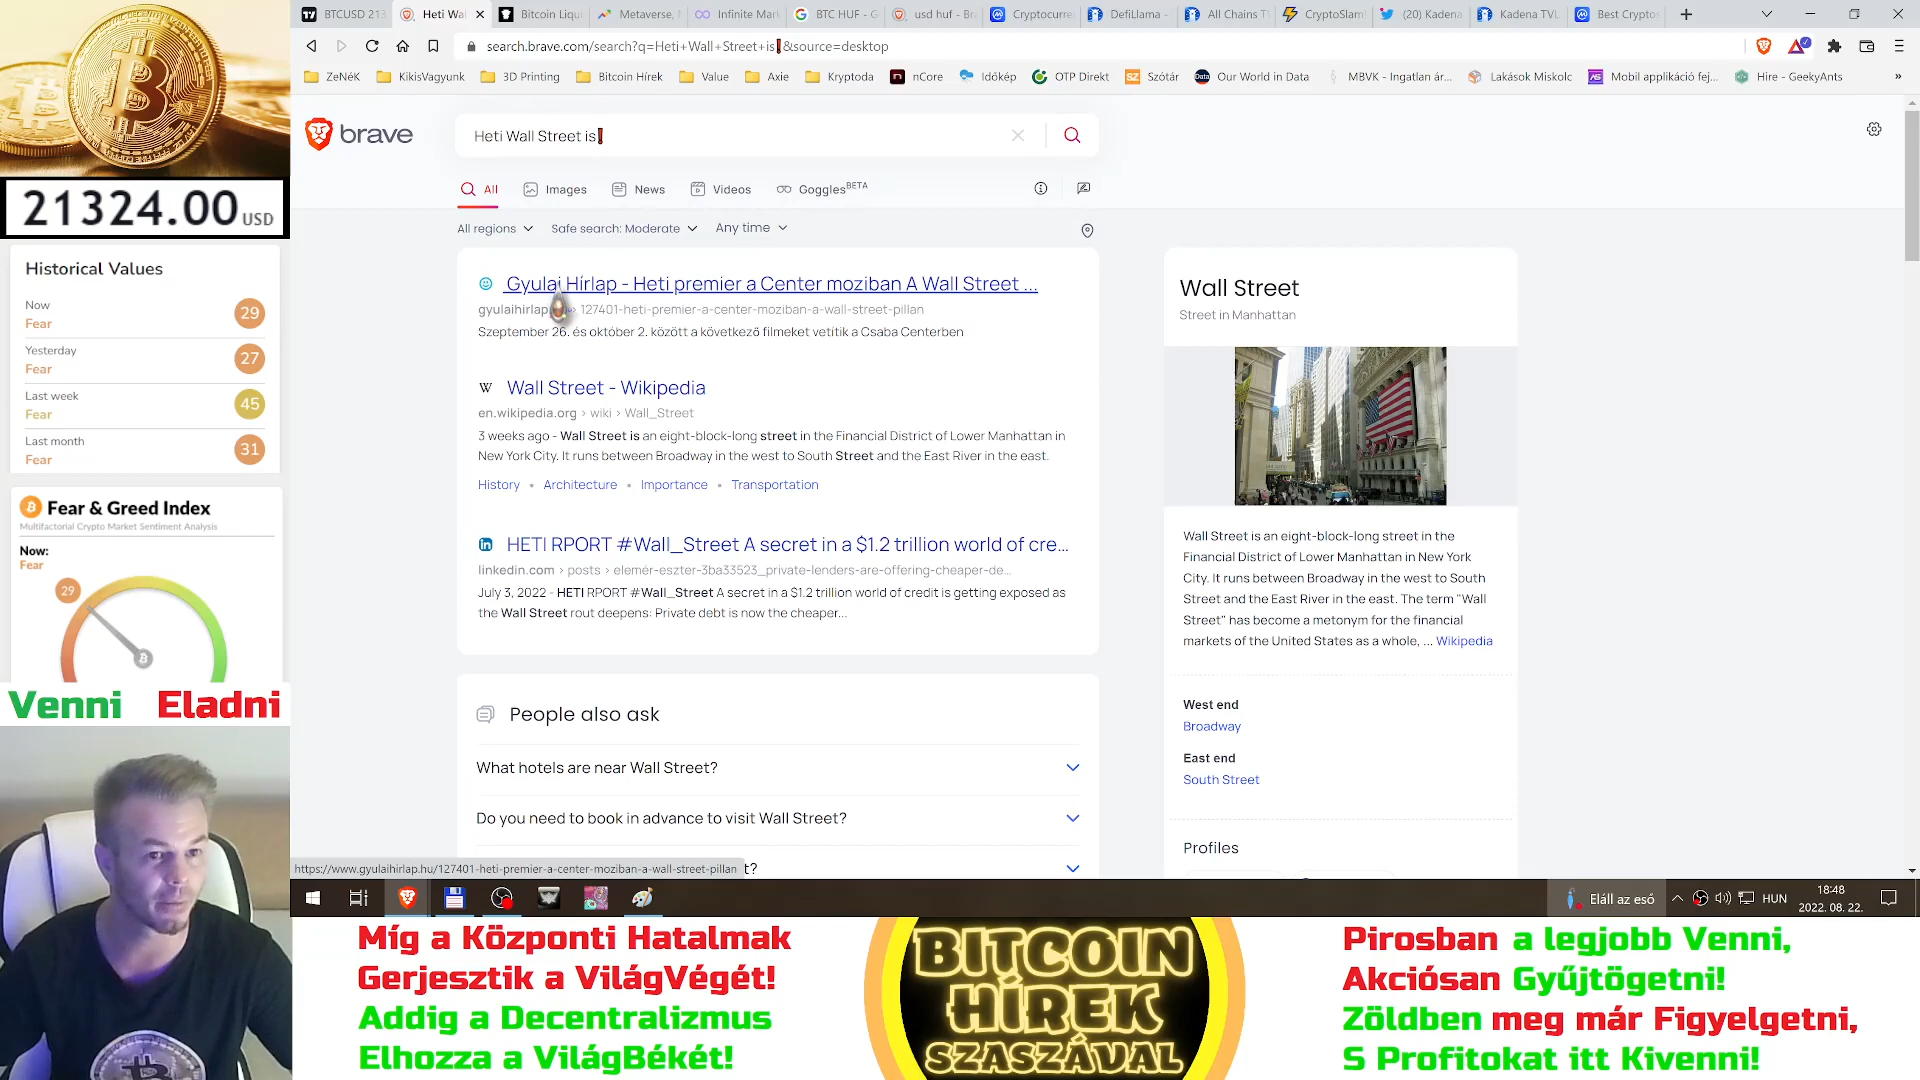 BTCUSD 213
Heti Wal
Bitcoin Liqu
Metaverse,
Infinite Mar
BTC HUF - G
usd huf - Bra
Cryptocurre
DefiLlama -
All Chains T
CryptoSlam
(20) Kadena
Kadena TVL
Best Cryptos
search.brave.com/search?q=Heti+Wall+Street+is❗&source=desktop
ZeNéK
KikisVagyunk
3D Printing
Bitcoin Hírek
Value
Axie
Kryptoda
nCore
Időkép
OTP Direkt
Szótár
Our World in Data
MBVK - Ingatlan ár...
Lakások Miskolc
Mobil applikáció fej...
Hire - GeekyAnts
»
brave
Heti Wall Street is❗
All
Images
News
Videos
Goggles BETA
All regions
Safe search: Moderate
Any time
Gyulai Hírlap - Heti premier a Center moziban A Wall Street ...
gyulaihirlap › 127401-heti-premier-a-center-moziban-a-wall-street-pillan
Szeptember 26. és október 2. között a következő filmeket vetítik a Csaba Centerben
W
Wall Street - Wikipedia
en.wikipedia.org › wiki › Wall_Street
3 weeks ago - Wall Street is an eight-block-long street in the Financial District of Lower Manhattan in
New York City. It runs between Broadway in the west to South Street and the East River in the east.
History • Architecture • Importance • Transportation
in
HETI RPORT #Wall_Street A secret in a $1.2 trillion world of cre...
linkedin.com › posts › elemér-eszter-3ba33523_private-lenders-are-offering-cheaper-de...
July 3, 2022 - HETI RPORT #Wall_Street A secret in a $1.2 trillion world of credit is getting exposed as
the Wall Street rout deepens: Private debt is now the cheaper...
People also ask
What hotels are near Wall Street?
Do you need to book in advance to visit Wall Street?
t?
https://www.gyulaihirlap.hu/127401-heti-premier-a-center-moziban-a-wall-street-pillan
Wall Street
Street in Manhattan
Wall Street is an eight-block-long street in the
Financial District of Lower Manhattan in New York
City. It runs between Broadway in the west to South
Street and the East River in the east. The term "Wall
Street" has become a metonym for the financial
markets of the United States as a whole, ... Wikipedia
West end
Broadway
East end
South Street
Profiles
21324.00 USD
Historical Values
Now
Fear
29
Yesterday
Fear
27
Last week
Fear
45
Last month
Fear
31
Fear & Greed Index
Multifactorial Crypto Market Sentiment Analysis
Now:
Fear
29
Venni Eladni
Eláll az eső
HUN
18:48
2022. 08. 22.
Míg a Központi Hatalmak
Gerjesztik a VilágVégét!
Addig a Decentralizmus
Elhozza a VilágBékét!
BITCOIN
HÍREK
SZASZÁVAL
Pirosban a legjobb Venni,
Akciósan Gyűjtögetni!
Zöldben meg már Figyelgetni,
S Profitokat itt Kivenni!